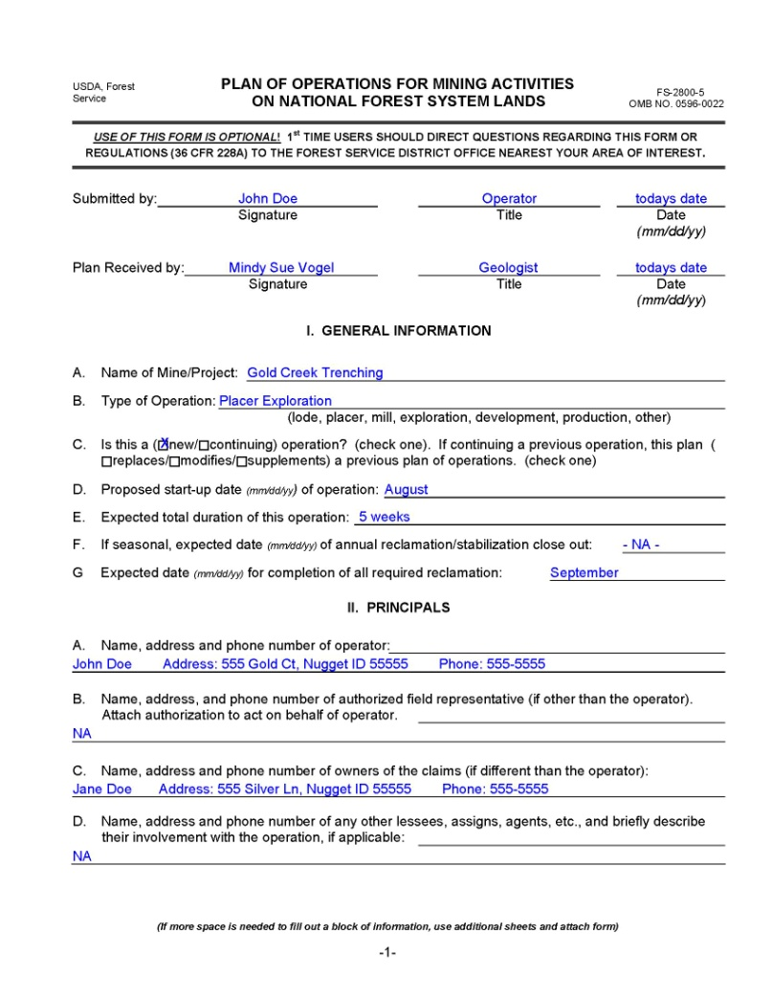 USDA, Forest Service
PLAN OF OPERATIONS FOR MINING ACTIVITIES
ON NATIONAL FOREST SYSTEM LANDS
FS-2800-5
OMB NO. 0596-0022
USE OF THIS FORM IS OPTIONAL! 1st TIME USERS SHOULD DIRECT QUESTIONS REGARDING THIS FORM OR
REGULATIONS (36 CFR 228A) TO THE FOREST SERVICE DISTRICT OFFICE NEAREST YOUR AREA OF INTEREST.
Submitted by: John Doe Operator todays date
Signature Title Date
(mm/dd/yy)
Plan Received by: Mindy Sue Vogel Geologist todays date
Signature Title Date
(mm/dd/yy)
I. GENERAL INFORMATION
A. Name of Mine/Project: Gold Creek Trenching
B. Type of Operation: Placer Exploration
(lode, placer, mill, exploration, development, production, other)
C. Is this a (☒new/☐continuing) operation? (check one). If continuing a previous operation, this plan (
☐replaces/☐modifies/☐supplements) a previous plan of operations. (check one)
D. Proposed start-up date (mm/dd/yy) of operation: August
E. Expected total duration of this operation: 5 weeks
F. If seasonal, expected date (mm/dd/yy) of annual reclamation/stabilization close out: - NA -
G Expected date (mm/dd/yy) for completion of all required reclamation: September
II. PRINCIPALS
A. Name, address and phone number of operator:
John Doe Address: 555 Gold Ct, Nugget ID 55555 Phone: 555-5555
B. Name, address, and phone number of authorized field representative (if other than the operator).
Attach authorization to act on behalf of operator.
NA
C. Name, address and phone number of owners of the claims (if different than the operator):
Jane Doe Address: 555 Silver Ln, Nugget ID 55555 Phone: 555-5555
D. Name, address and phone number of any other lessees, assigns, agents, etc., and briefly describe
their involvement with the operation, if applicable:
NA
(If more space is needed to fill out a block of information, use additional sheets and attach form)
-1-